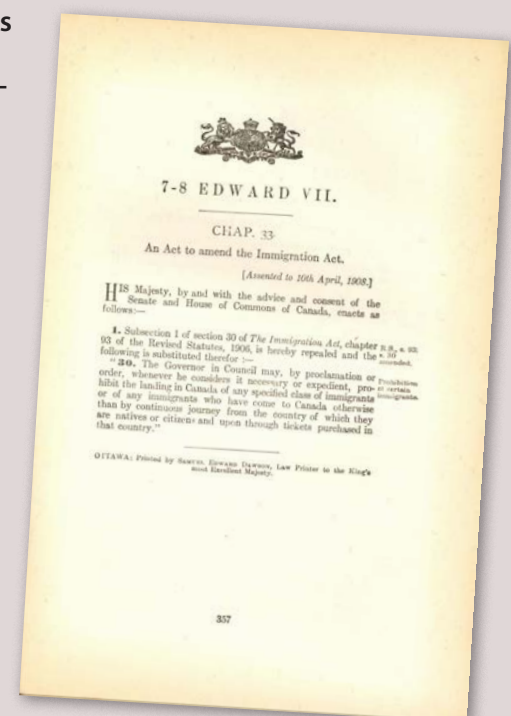 S
7-8 EDWARD VII.
CHAP. 33
An Act to amend the Immigration Act.
[Assented to 10th April, 1908.]
HIS Majesty, by and with the advice and consent of the
Senate and House of Commons of Canada, enacts as
follows:—
1. Subsection 1 of section 30 of The Immigration Act, chapter
93 of the Revised Statutes, 1906, is hereby repealed and the
following is substituted therefor:—
"30. The Governor in Council may, by proclamation or
order, whenever he considers it necessary or expedient, pro-
hibit the landing in Canada of any specified class of immigrants
or of any immigrants who have come to Canada otherwise
than by continuous journey from the country of which they
are natives or citizens and upon through tickets purchased in
that country."
R.S., c. 93,
s. 30
amended.
Prohibition
of certain
immigrants.
OTTAWA: Printed by SAMUEL EDWARD DAWSON, Law Printer to the King's
most Excellent Majesty.
357